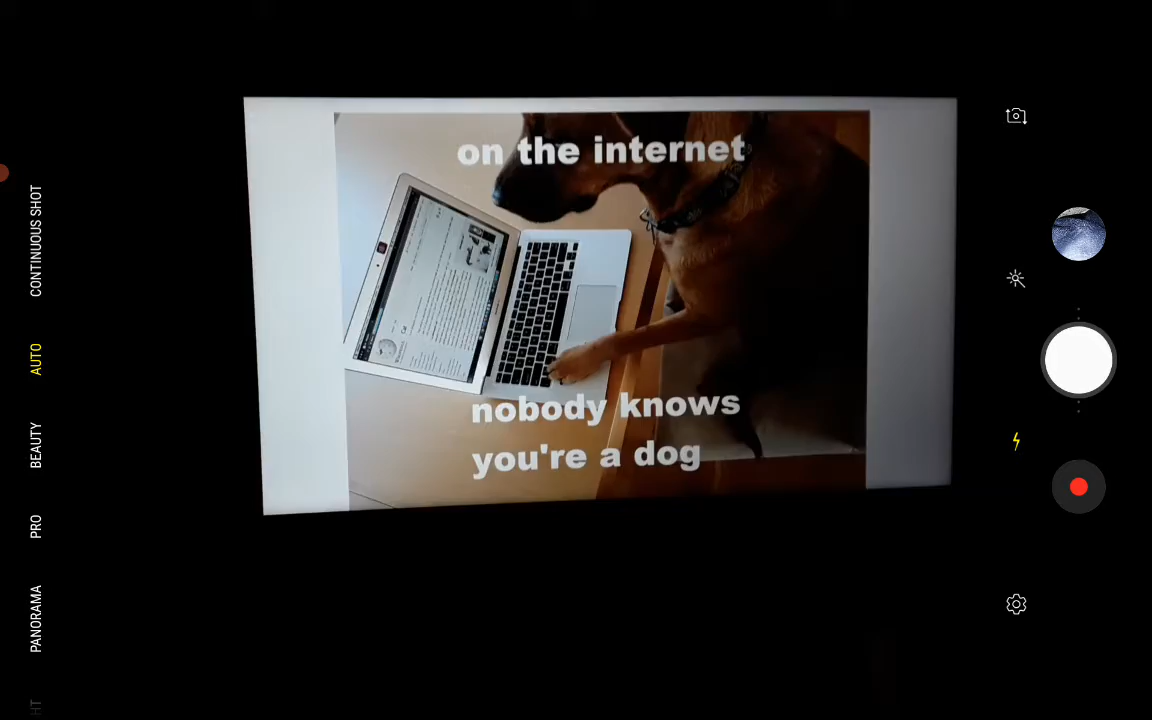 CONTINUOUS SHOT
AUTO
BEAUTY
PRO
PANORAMA
on the internet
nobody knows
you're a dog